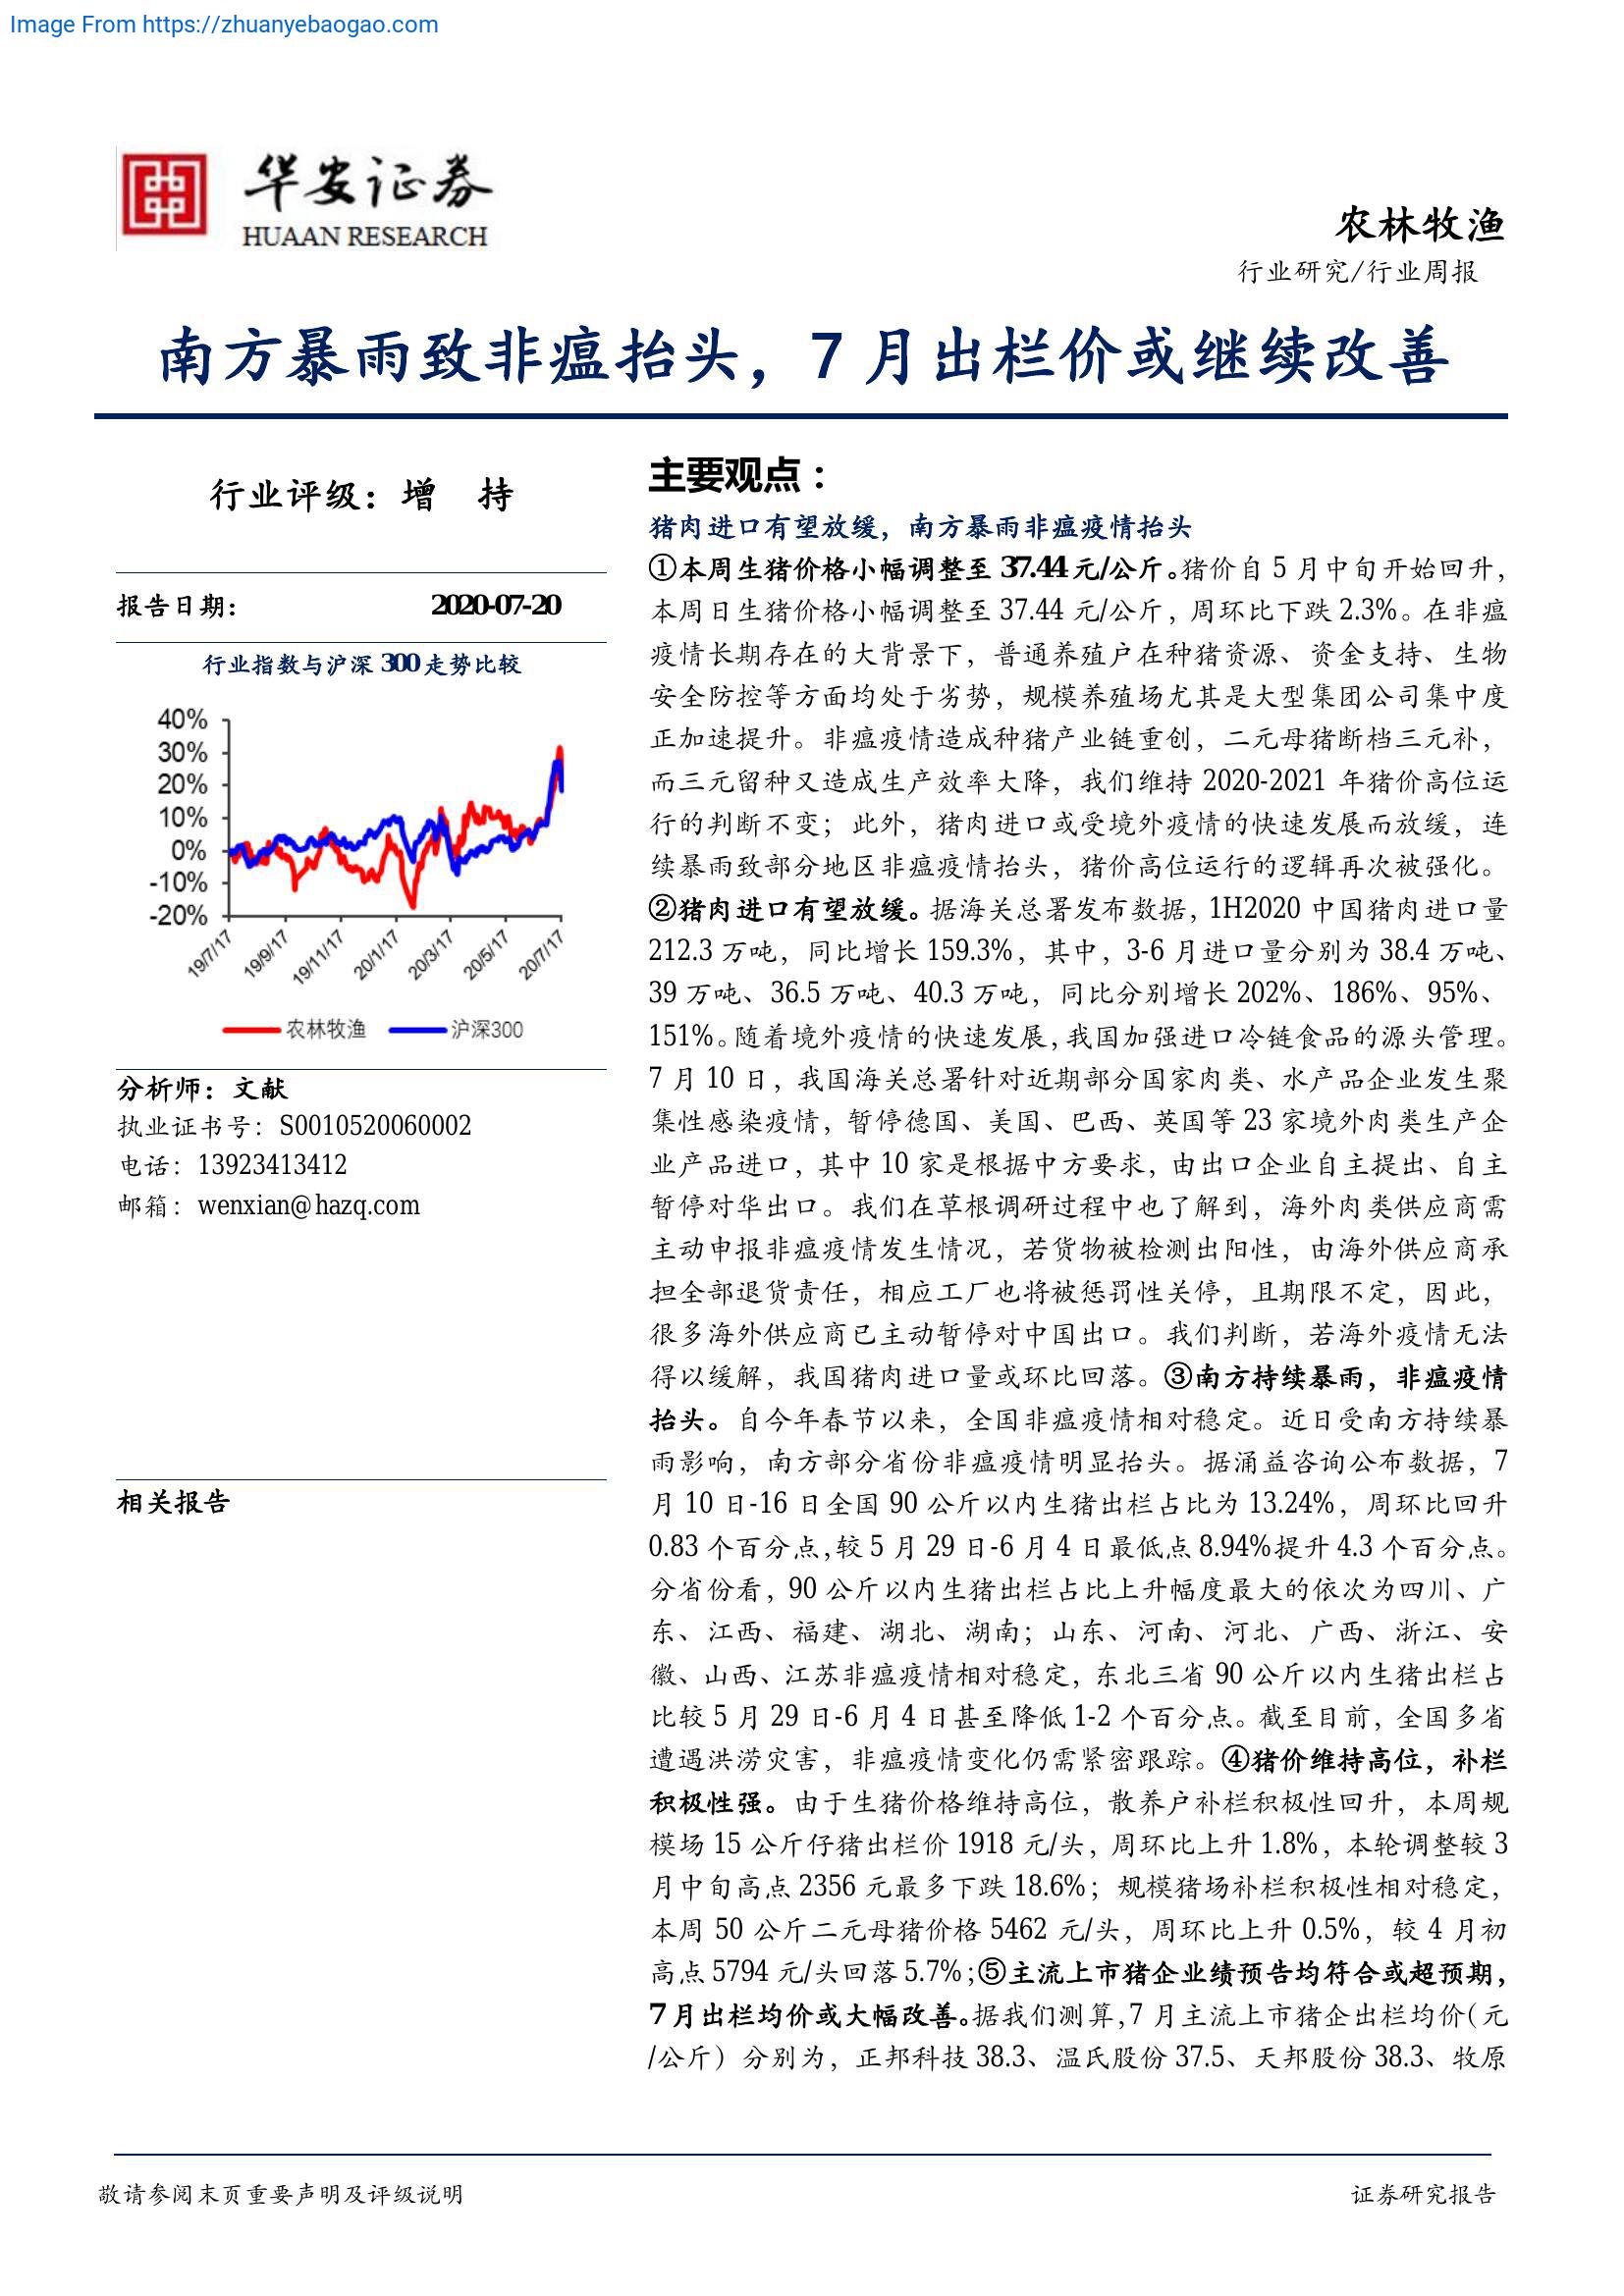 Image From https://zhuanyebaogao.com
华安证券
HUAAN RESEARCH
农林牧渔
行业研究/行业周报
南方暴雨致非瘟抬头，7 月出栏价或继续改善
行业评级：增 持
报告日期： 2020-07-20
行业指数与沪深 300 走势比较
40%
30%
20%
10%
0%
-10%
-20%
19/7/17
19/9/17
19/11/17
20/1/17
20/3/17
20/5/17
20/7/17
农林牧渔 沪深300
分析师：文献
执业证书号：S0010520060002
电话：13923413412
邮箱：wenxian@hazq.com
相关报告
主要观点：
猪肉进口有望放缓，南方暴雨非瘟疫情抬头
①本周生猪价格小幅调整至 37.44 元/公斤。猪价自 5 月中旬开始回升，
本周日生猪价格小幅调整至 37.44 元/公斤，周环比下跌 2.3%。在非瘟
疫情长期存在的大背景下，普通养殖户在种猪资源、资金支持、生物
安全防控等方面均处于劣势，规模养殖场尤其是大型集团公司集中度
正加速提升。非瘟疫情造成种猪产业链重创，二元母猪断档三元补，
而三元留种又造成生产效率大降，我们维持 2020-2021 年猪价高位运
行的判断不变；此外，猪肉进口或受境外疫情的快速发展而放缓，连
续暴雨致部分地区非瘟疫情抬头，猪价高位运行的逻辑再次被强化。
②猪肉进口有望放缓。据海关总署发布数据，1H2020 中国猪肉进口量
212.3 万吨，同比增长 159.3%，其中，3-6 月进口量分别为 38.4 万吨、
39 万吨、36.5 万吨、40.3 万吨，同比分别增长 202%、186%、95%、
151%。随着境外疫情的快速发展，我国加强进口冷链食品的源头管理。
7 月 10 日，我国海关总署针对近期部分国家肉类、水产品企业发生聚
集性感染疫情，暂停德国、美国、巴西、英国等 23 家境外肉类生产企
业产品进口，其中 10 家是根据中方要求，由出口企业自主提出、自主
暂停对华出口。我们在草根调研过程中也了解到，海外肉类供应商需
主动申报非瘟疫情发生情况，若货物被检测出阳性，由海外供应商承
担全部退货责任，相应工厂也将被惩罚性关停，且期限不定，因此，
很多海外供应商已主动暂停对中国出口。我们判断，若海外疫情无法
得以缓解，我国猪肉进口量或环比回落。③南方持续暴雨，非瘟疫情
抬头。自今年春节以来，全国非瘟疫情相对稳定。近日受南方持续暴
雨影响，南方部分省份非瘟疫情明显抬头。据涌益咨询公布数据，7
月 10 日-16 日全国 90 公斤以内生猪出栏占比为 13.24%，周环比回升
0.83 个百分点，较 5 月 29 日-6 月 4 日最低点 8.94%提升 4.3 个百分点。
分省份看，90 公斤以内生猪出栏占比上升幅度最大的依次为四川、广
东、江西、福建、湖北、湖南；山东、河南、河北、广西、浙江、安
徽、山西、江苏非瘟疫情相对稳定，东北三省 90 公斤以内生猪出栏占
比较 5 月 29 日-6 月 4 日甚至降低 1-2 个百分点。截至目前，全国多省
遭遇洪涝灾害，非瘟疫情变化仍需紧密跟踪。④猪价维持高位，补栏
积极性强。由于生猪价格维持高位，散养户补栏积极性回升，本周规
模场 15 公斤仔猪出栏价 1918 元/头，周环比上升 1.8%，本轮调整较 3
月中旬高点 2356 元最多下跌 18.6%；规模猪场补栏积极性相对稳定，
本周 50 公斤二元母猪价格 5462 元/头，周环比上升 0.5%，较 4 月初
高点 5794 元/头回落 5.7%；⑤主流上市猪企业绩预告均符合或超预期，
7 月出栏均价或大幅改善。据我们测算，7 月主流上市猪企出栏均价（元
/公斤）分别为，正邦科技 38.3、温氏股份 37.5、天邦股份 38.3、牧原
敬请参阅末页重要声明及评级说明 证券研究报告